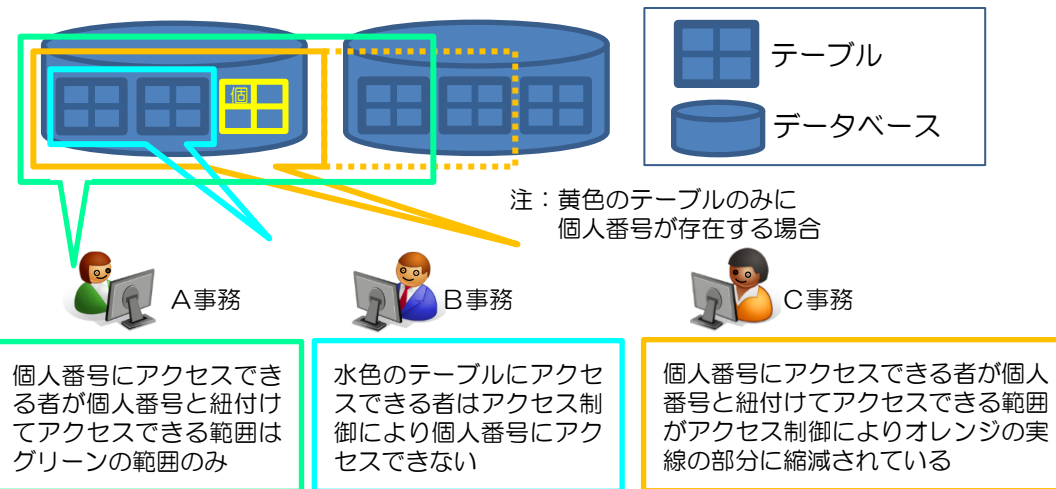 個
テーブル
データベース
注：黄色のテーブルのみに
個人番号が存在する場合
A事務
B事務
C事務
個人番号にアクセスでき
る者が個人番号と紐付け
てアクセスできる範囲は
グリーンの範囲のみ
水色のテーブルにアクセ
スできる者はアクセス制
御により個人番号にアク
セスできない
個人番号にアクセスできる者が個人
番号と紐付けてアクセスできる範囲
がアクセス制御によりオレンジの実
線の部分に縮減されている